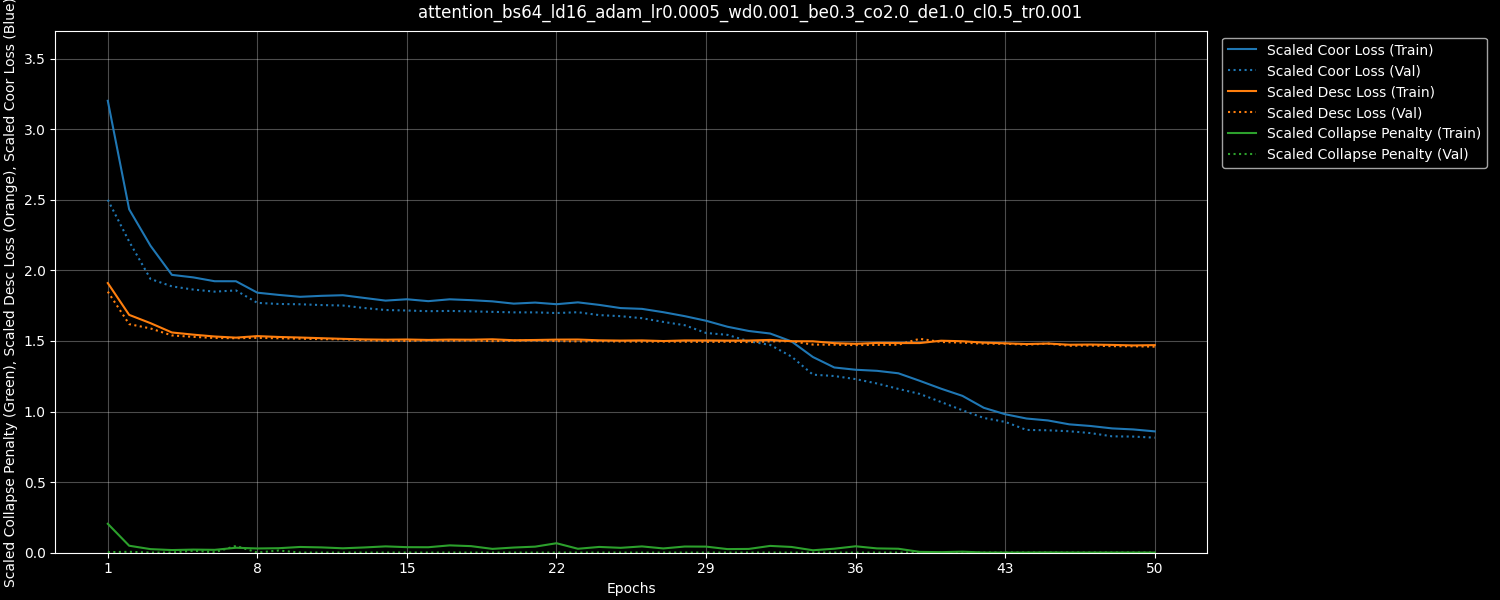 attention_bs64_ld16_adam_lr0.0005_wd0.001_be0.3_co2.0_de1.0_cl0.5_tr0.001
Scaled Collapse Penalty (Green), Scaled Desc Loss (Orange), Scaled Coor Loss (Blue)
3.5
3.0
2.5
2.0
1.5
1.0
0.5
0.0
1 8 15 22 29 36 43 50
Epochs
Scaled Coor Loss (Train)
Scaled Coor Loss (Val)
Scaled Desc Loss (Train)
Scaled Desc Loss (Val)
Scaled Collapse Penalty (Train)
Scaled Collapse Penalty (Val)